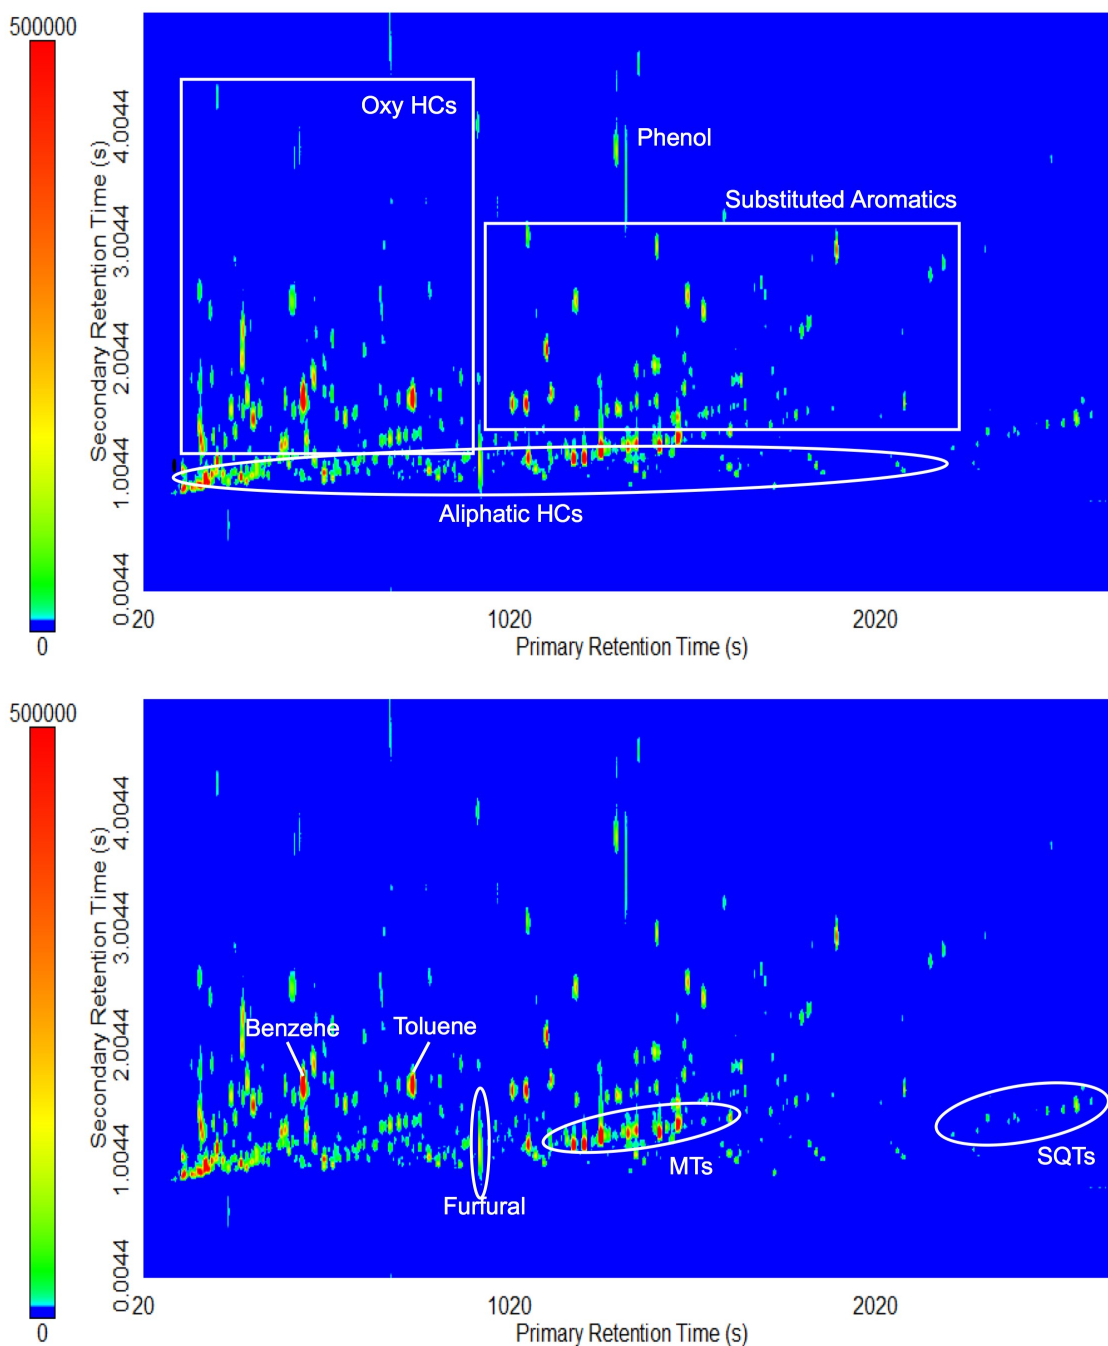 500000
0
Secondary Retention Time (s)
4.0044
3.0044
2.0044
1.0044
0.0044
Oxy HCs
Phenol
Substituted Aromatics
Aliphatic HCs
20
1020
2020
Primary Retention Time (s)
500000
0
Secondary Retention Time (s)
4.0044
3.0044
2.0044
1.0044
0.0044
Benzene
Toluene
Furfural
MTs
SQTs
20
1020
2020
Primary Retention Time (s)